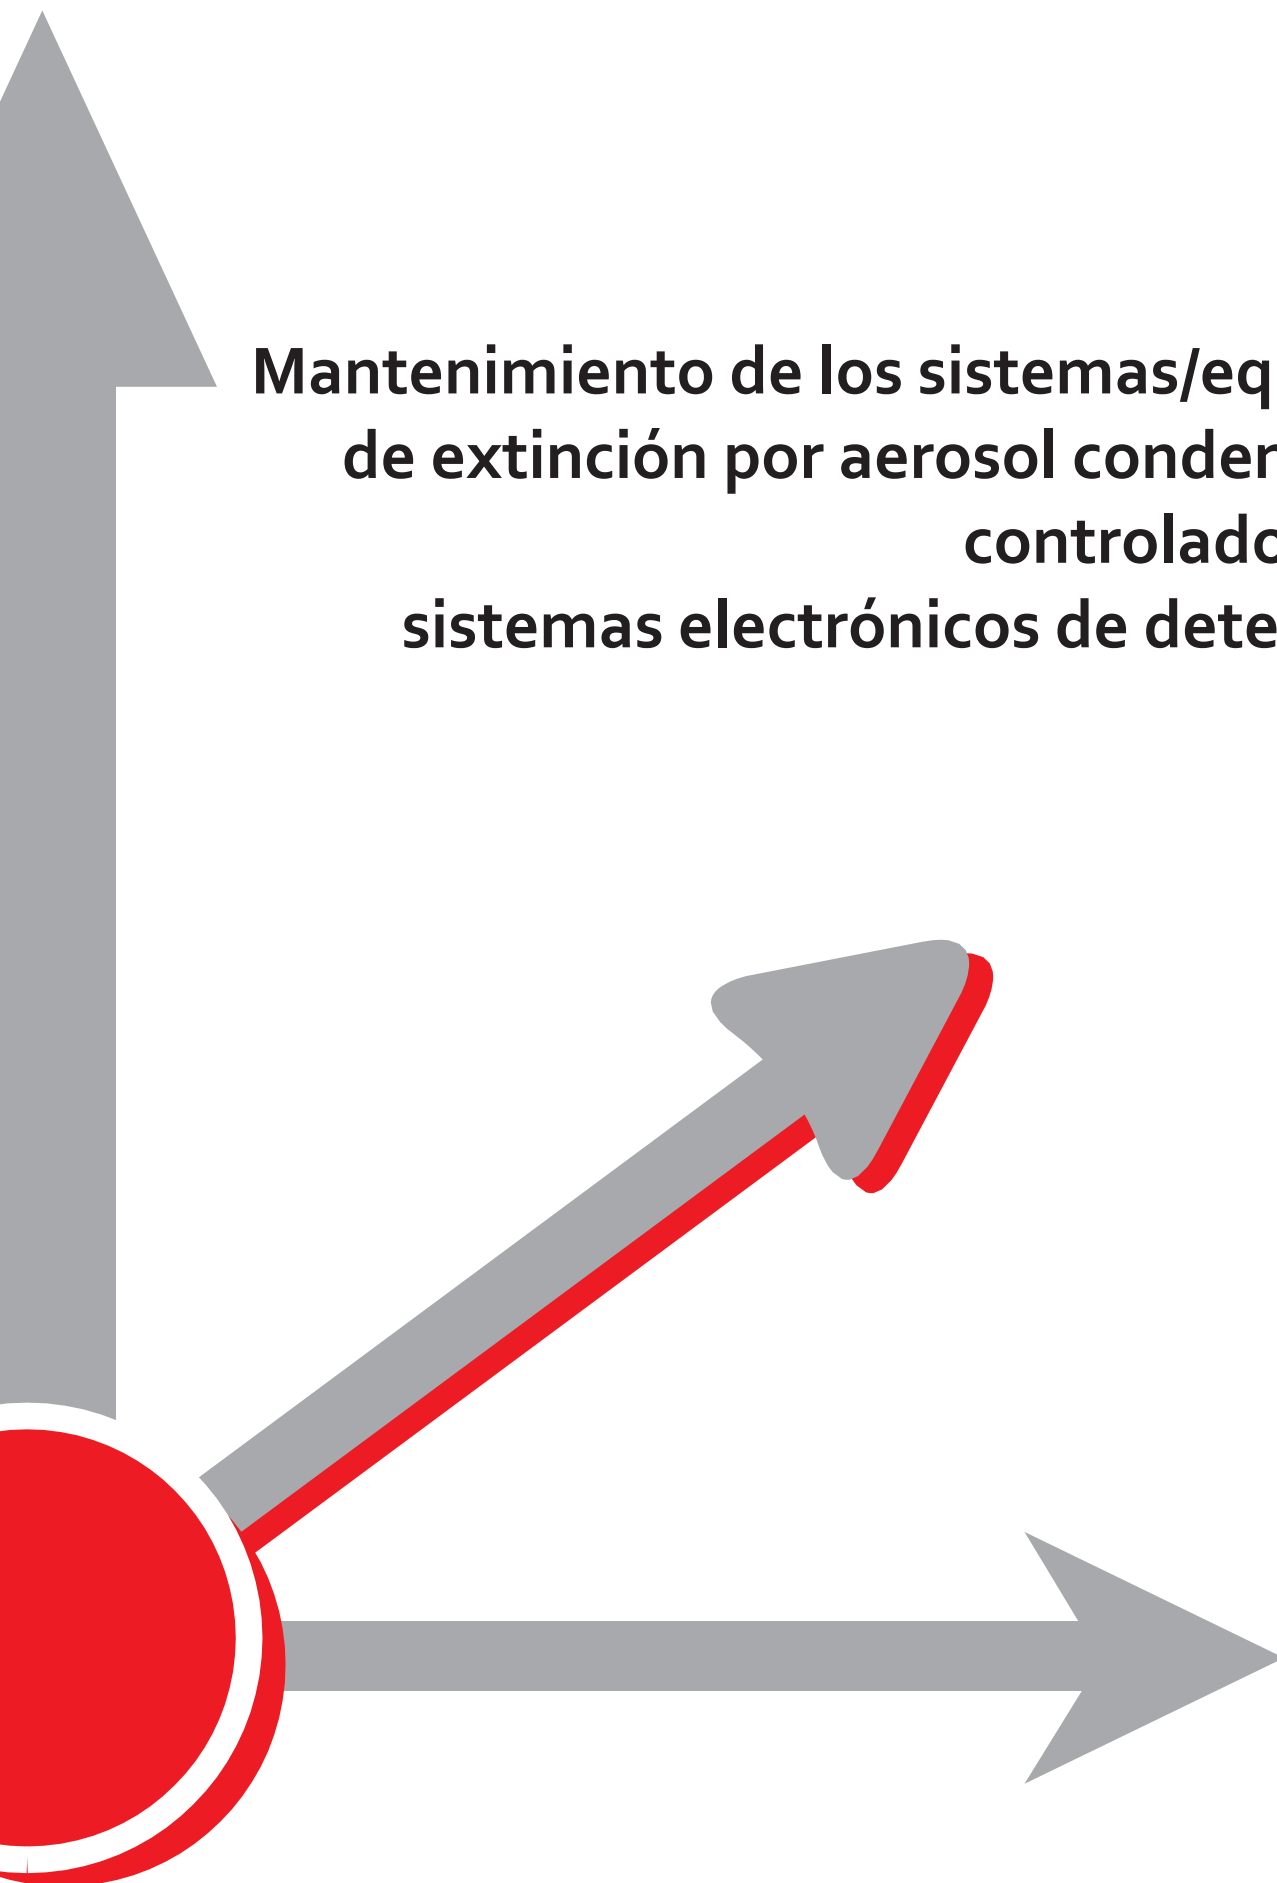 Mantenimiento de los sistemas/eq
de extinción por aerosol conden
controlado
sistemas electrónicos de dete